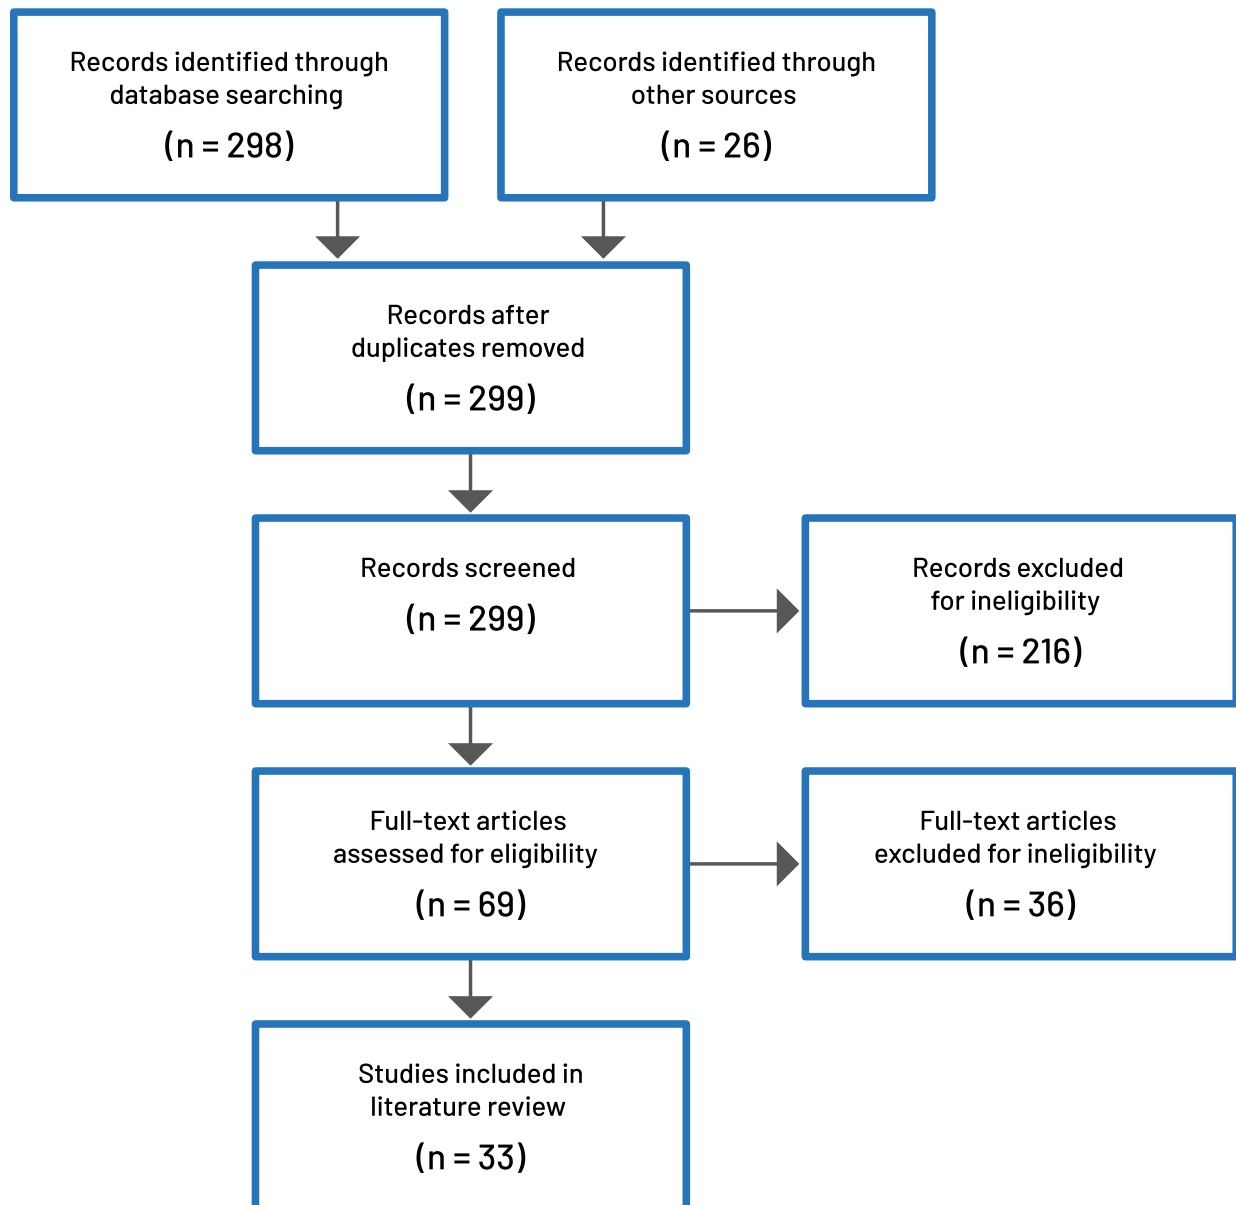 Records identified through
database searching
(n = 298)
Records identified through
other sources
(n = 26)
Records after
duplicates removed
(n = 299)
Records screened
(n = 299)
Records excluded
for ineligibility
(n = 216)
Full-text articles
assessed for eligibility
(n = 69)
Full-text articles
excluded for ineligibility
(n = 36)
Studies included in
literature review
(n = 33)